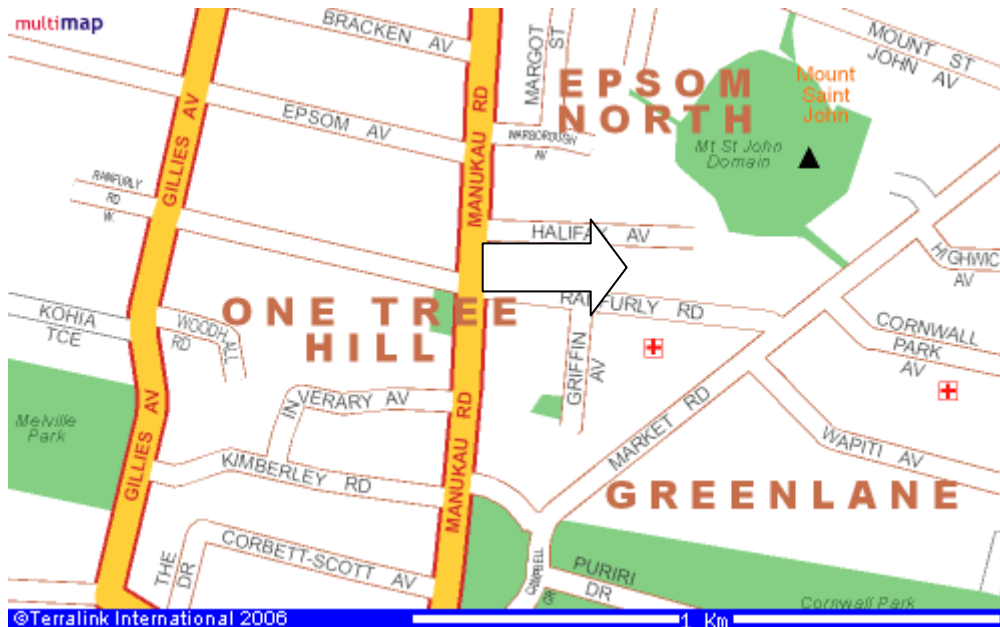 multimap
BRACKEN AV
MARGOT
ST
MOUNT ST
JOHN AV
EPSOM
NORTH
Mount
Saint
John
GILLIES AV
EPSOM AV
MANUKAU RD
WARBOROUGH
AV
Mt St John
Domain
RANFURLY
RD
W.
HALIFAX AV
HIGHWIC
AV
RANFURLY RD
ONE TREE
HILL
KOHIA
TCE
WOODHALL
RD
GRIFFIN
AV
CORNWALL
PARK
AV
INVERARY AV
MANUKAU RD
MARKET RD
Melville
Park
GILLIES AV
KIMBERLEY RD
WAPITI AV
GREENLANE
THE
DR
CORBETT-SCOTT AV
CAMPBELL
PURIRI
DR
Cornwall Park
©Terralink International 2006
1 Km